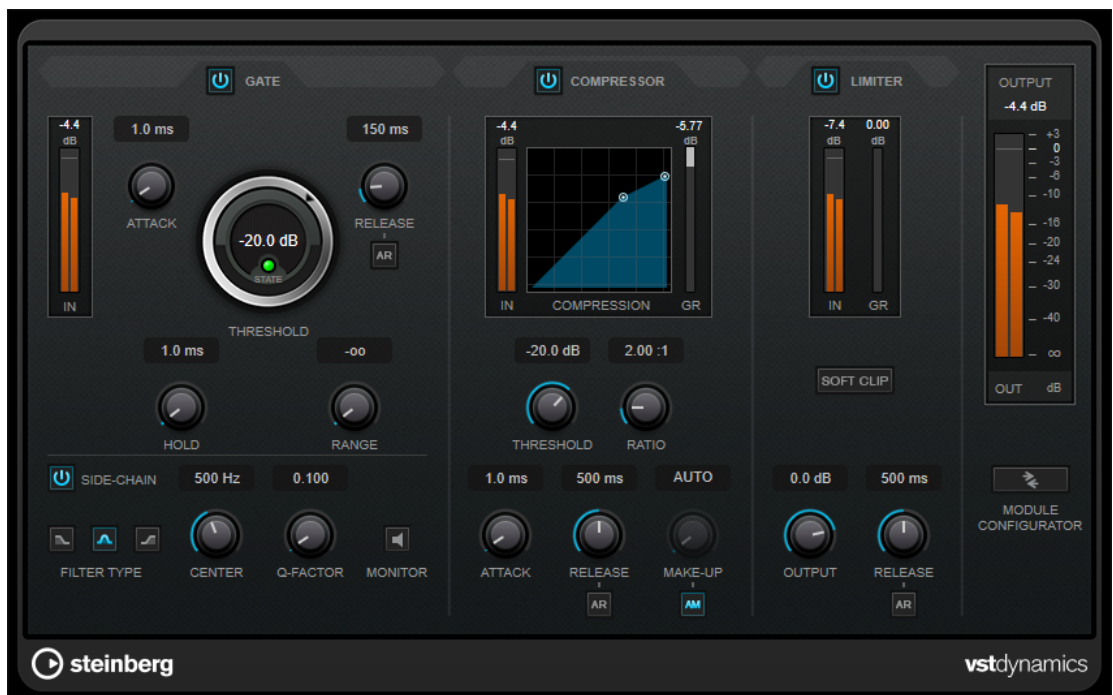 GATE
-4.4
dB
IN
1.0 ms
ATTACK
-20.0 dB
STATE
THRESHOLD
150 ms
RELEASE
AR
1.0 ms
HOLD
-oo
RANGE
SIDE-CHAIN
500 Hz
0.100
FILTER TYPE
CENTER
Q-FACTOR
MONITOR
COMPRESSOR
-4.4
dB
-5.77
dB
IN
COMPRESSION
GR
-20.0 dB
2.00 :1
THRESHOLD
RATIO
1.0 ms
500 ms
AUTO
ATTACK
RELEASE
MAKE-UP
AR
AM
LIMITER
-7.4
dB
0.00
dB
IN
GR
SOFT CLIP
0.0 dB
500 ms
OUTPUT
RELEASE
AR
OUTPUT
-4.4 dB
+3
0
-3
-6
-10
-16
-20
-24
-30
-40
oo
OUT dB
MODULE
CONFIGURATOR
steinberg
vstdynamics